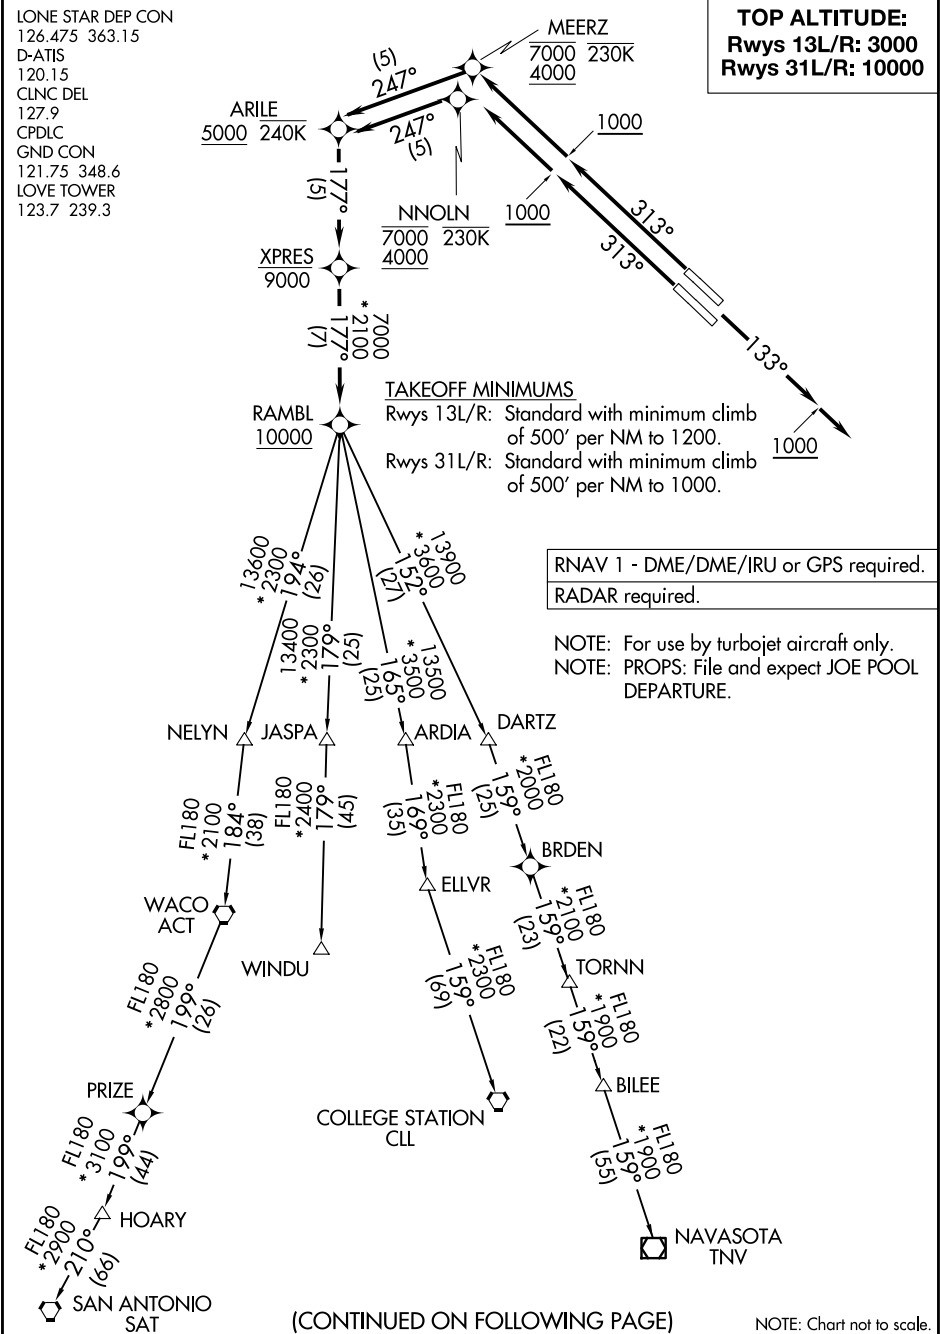 LONE STAR DEP CON
126.475 363.15
D-ATIS
120.15
CLNC DEL
127.9
CPDLC
GND CON
121.75 348.6
LOVE TOWER
123.7 239.3
TOP ALTITUDE:
Rwys 13L/R: 3000
Rwys 31L/R: 10000
MEERZ
7000 230K
4000
(5)
247°
ARILE
5000 240K
247°
(5)
1000
NNOLN
7000 230K
4000
1000
313°
313°
177°
(5)
XPRES
9000
7000
*2100
177°
(7)
133°
1000
TAKEOFF MINIMUMS
Rwys 13L/R: Standard with minimum climb
of 500' per NM to 1200.
Rwys 31L/R: Standard with minimum climb
of 500' per NM to 1000.
RAMBL
10000
RNAV 1 - DME/DME/IRU or GPS required.
RADAR required.
NOTE: For use by turbojet aircraft only.
NOTE: PROPS: File and expect JOE POOL
DEPARTURE.
13600
*2300
194°
(26)
13400
*2300
179°
(25)
13500
*3500
165°
(25)
13900
*3600
152°
(27)
NELYN
JASPA
ARDIA
DARTZ
FL180
*2100
184°
(38)
FL180
*2400
179°
(45)
FL180
*2300
169°
(35)
FL180
*2000
159°
(25)
BRDEN
ELLVR
WACO
ACT
WINDU
FL180
*2100
159°
(23)
TORNN
FL180
*2800
199°
(26)
FL180
*2300
159°
(69)
FL180
*1900
159°
(22)
BILEE
PRIZE
COLLEGE STATION
CLL
FL180
*3100
199°
(44)
FL180
*1900
159°
(55)
HOARY
NAVASOTA
TNV
FL180
*2900
210°
(66)
SAN ANTONIO
SAT
(CONTINUED ON FOLLOWING PAGE)
NOTE: Chart not to scale.